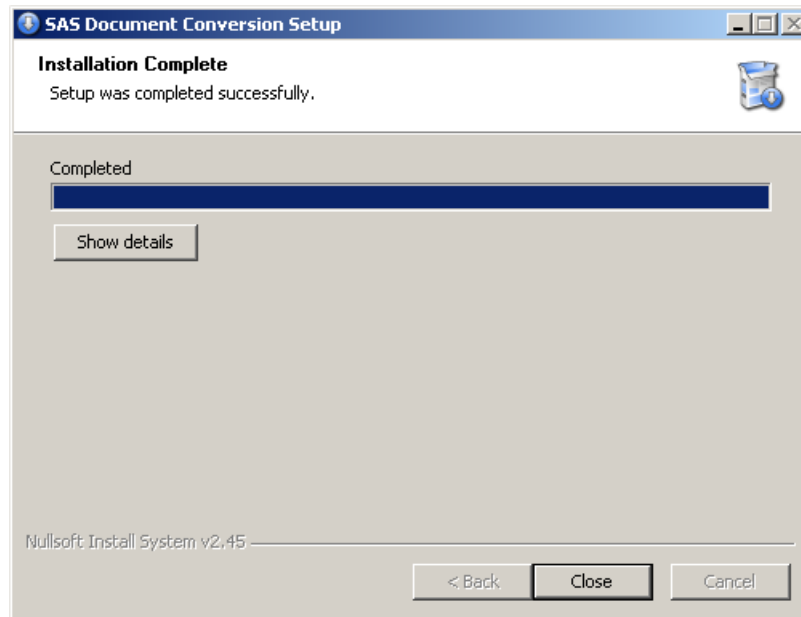 SAS Document Conversion Setup
Installation Complete
Setup was completed successfully.
Completed
Show details
Nullsoft Install System v2.45
< Back
Close
Cancel